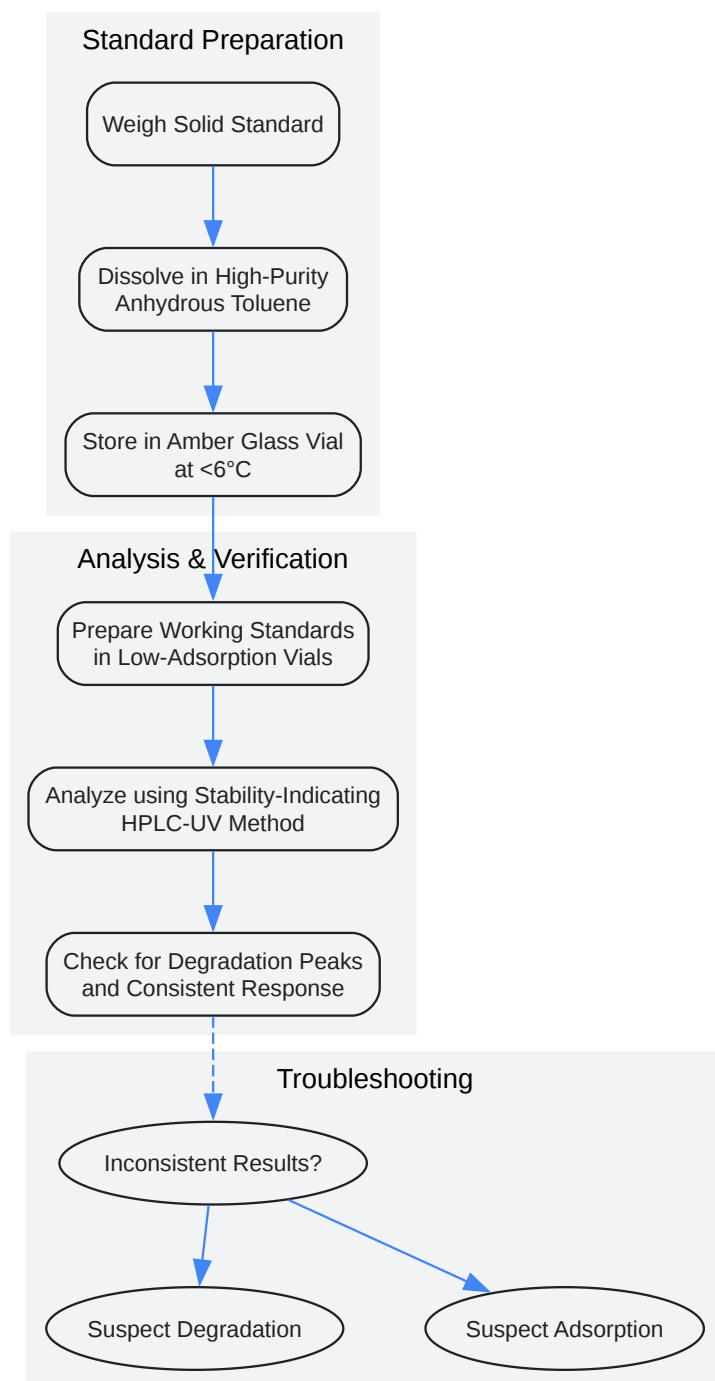 Standard Preparation
Weigh Solid Standard
Dissolve in High-Purity
Anhydrous Toluene
Store in Amber Glass Vial
at <6°C
Analysis & Verification
Prepare Working Standards
in Low-Adsorption Vials
Analyze using Stability-Indicating
HPLC-UV Method
Check for Degradation Peaks
and Consistent Response
Troubleshooting
Inconsistent Results?
Suspect Degradation
Suspect Adsorption